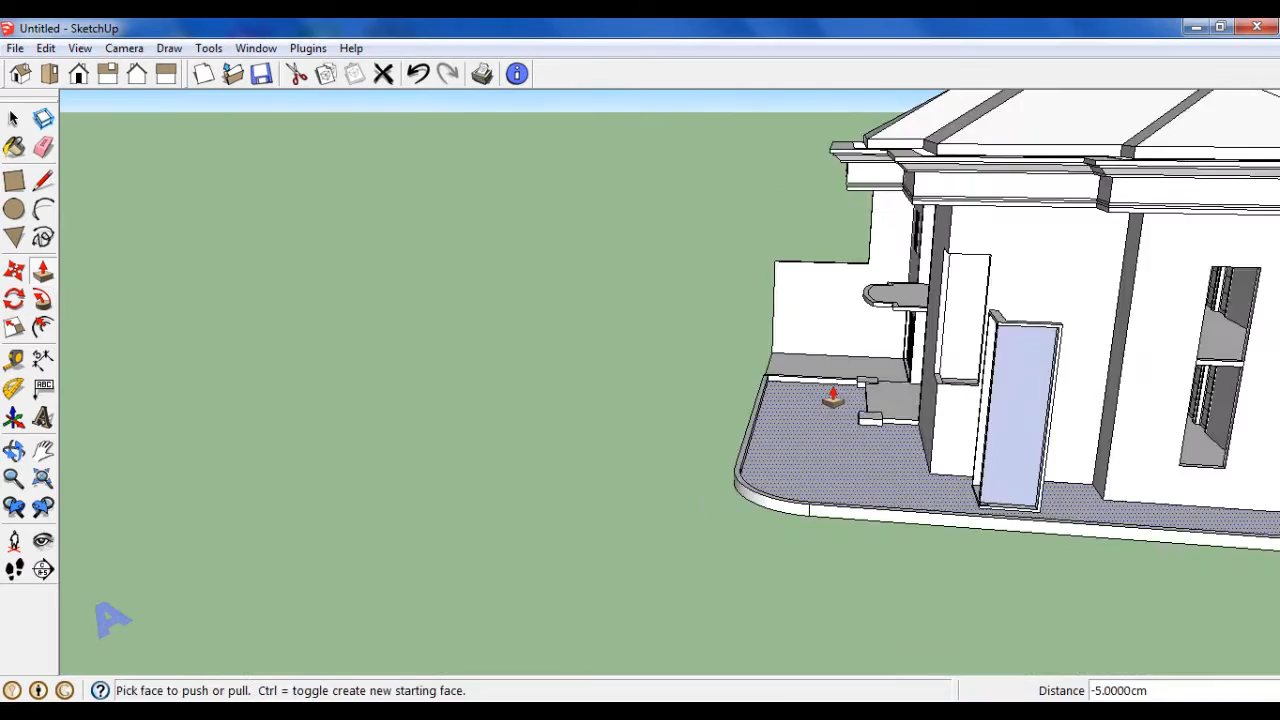 Untitled - SketchUp
File Edit View Camera Draw Tools Window Plugins Help
ABC
A
Pick face to push or pull. Ctrl = toggle create new starting face.
Distance -5.0000cm